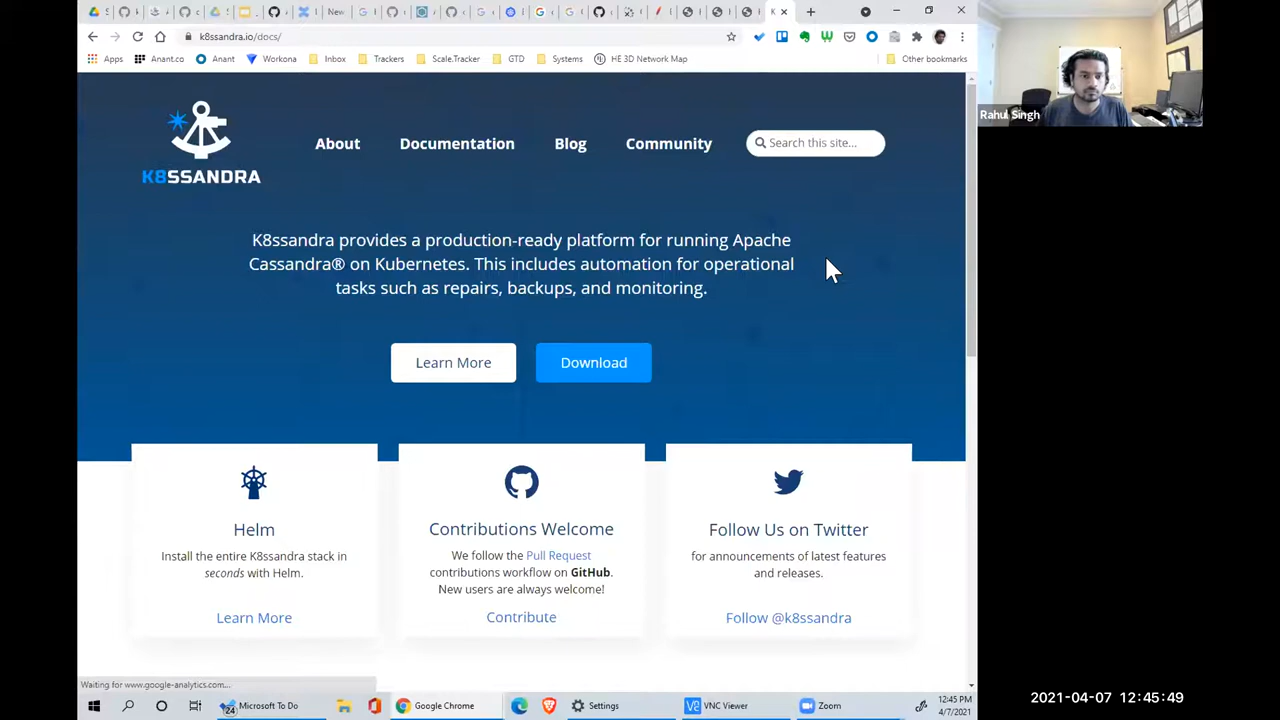 New
k8ssandra.io/docs/
Apps
Anant.co
Anant
Workona
Inbox
Trackers
Scale.Tracker
GTD
Systems
HE 3D Network Map
Other bookmarks
Rahul Singh
K8SSANDRA
About
Documentation
Blog
Community
Search this site...
K8ssandra provides a production-ready platform for running Apache
Cassandra® on Kubernetes. This includes automation for operational
tasks such as repairs, backups, and monitoring.
Learn More
Download
Helm
Install the entire K8ssandra stack in
seconds with Helm.
Learn More
Contributions Welcome
We follow the Pull Request
contributions workflow on GitHub.
New users are always welcome!
Contribute
Follow Us on Twitter
for announcements of latest features
and releases.
Follow @k8ssandra
Waiting for www.google-analytics.com...
24
Microsoft To Do
Google Chrome
Settings
VNC Viewer
Zoom
12:45 PM
4/7/2021
2021-04-07 12:45:49